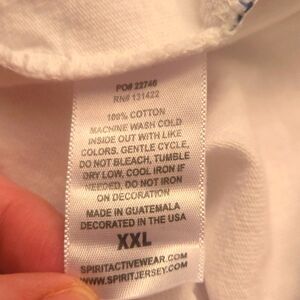 PO# 22746
RN# 131422
100% COTTON
MACHINE WASH COLD
INSIDE OUT WITH LIKE
COLORS. GENTLE CYCLE,
DO NOT BLEACH, TUMBLE
DRY LOW, COOL IRON IF
NEEDED, DO NOT IRON
ON DECORATION
MADE IN GUATEMALA
DECORATED IN THE USA
XXL
SPIRITACTIVEWEAR.COM
WWW.SPIRITJERSEY.COM